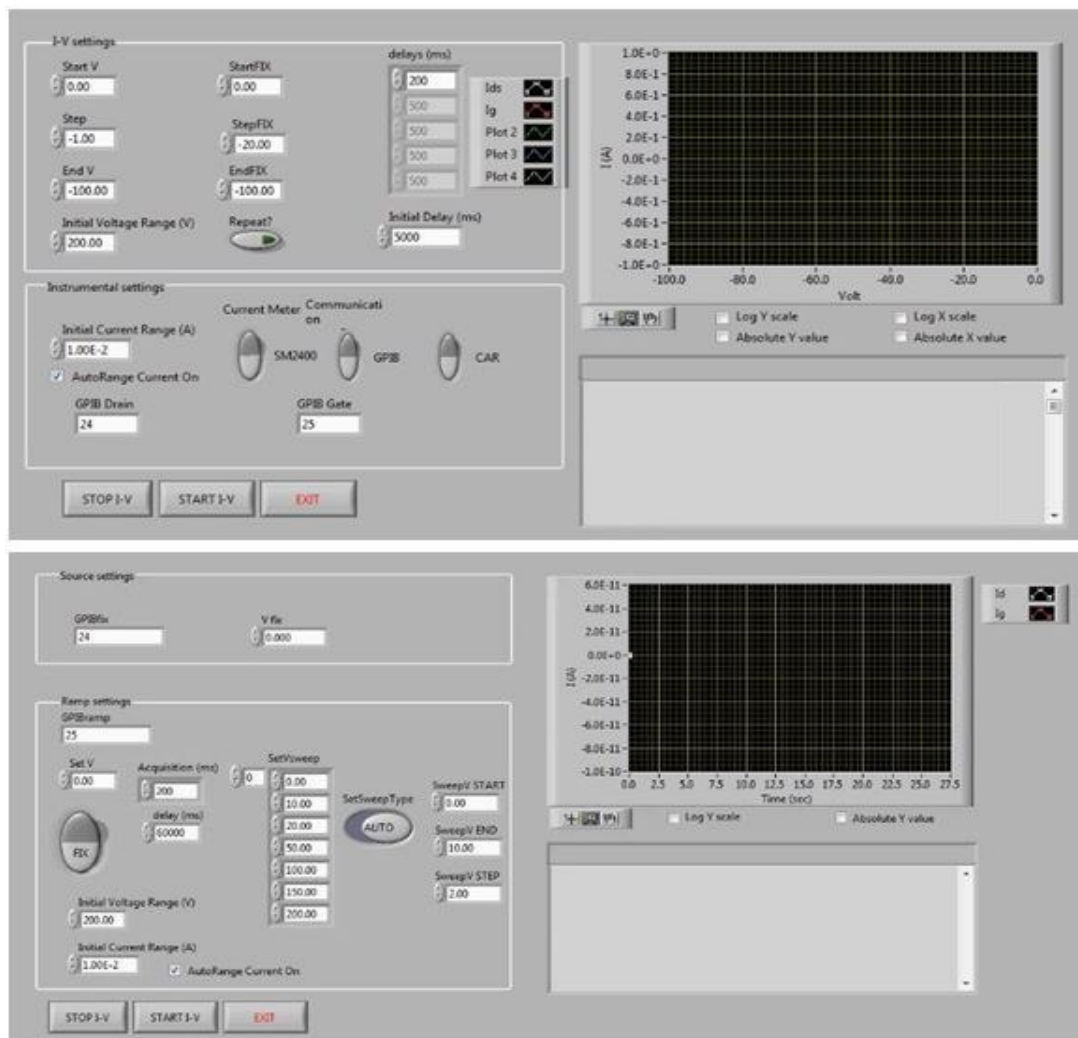 I-V settings
Start V
0.00
StartFIX
0.00
Step
-1.00
StepFIX
-20.00
End V
-100.00
EndFIX
-100.00
Initial Voltage Range (V)
200.00
Repeat?
delays (ms)
200
500
500
500
500
Initial Delay (ms)
5000
Ids
Ig
Plot 2
Plot 3
Plot 4
1.0E+0
8.0E-1
6.0E-1
4.0E-1
2.0E-1
0.0E+0
-2.0E-1
-4.0E-1
-6.0E-1
-8.0E-1
-1.0E+0
I (A)
-100.0 -80.0 -60.0 -40.0 -20.0 0.0
Volt
Log Y scale
Log X scale
Absolute Y value
Absolute X value
Instrumental settings
Initial Current Range (A)
1.00E-2
AutoRange Current On
Current Meter
SM2400
Communicati
on
GPIB
CAR
GPIB Drain
24
GPIB Gate
25
STOP I-V
START I-V
EXIT
Source settings
GPIBfix
24
V fix
0.000
Ramp settings
GPIBramp
25
Set V
0.00
FIX
Acquisition (ms)
200
delay (ms)
60000
0
SetVsweep
0.00
10.00
20.00
50.00
100.00
150.00
200.00
SetSweepType
AUTO
SweepV START
0.00
SweepV END
10.00
SweepV STEP
2.00
Initial Voltage Range (V)
200.00
Initial Current Range (A)
1.00E-2
AutoRange Current On
STOP I-V
START I-V
EXIT
6.0E-11
4.0E-11
2.0E-11
0.0E+0
-2.0E-11
-4.0E-11
-6.0E-11
-8.0E-11
-1.0E-10
I (A)
0.0 2.5 5.0 7.5 10.0 12.5 15.0 17.5 20.0 22.5 25.0 27.5
Time (sec)
Id
Ig
Log Y scale
Absolute Y value